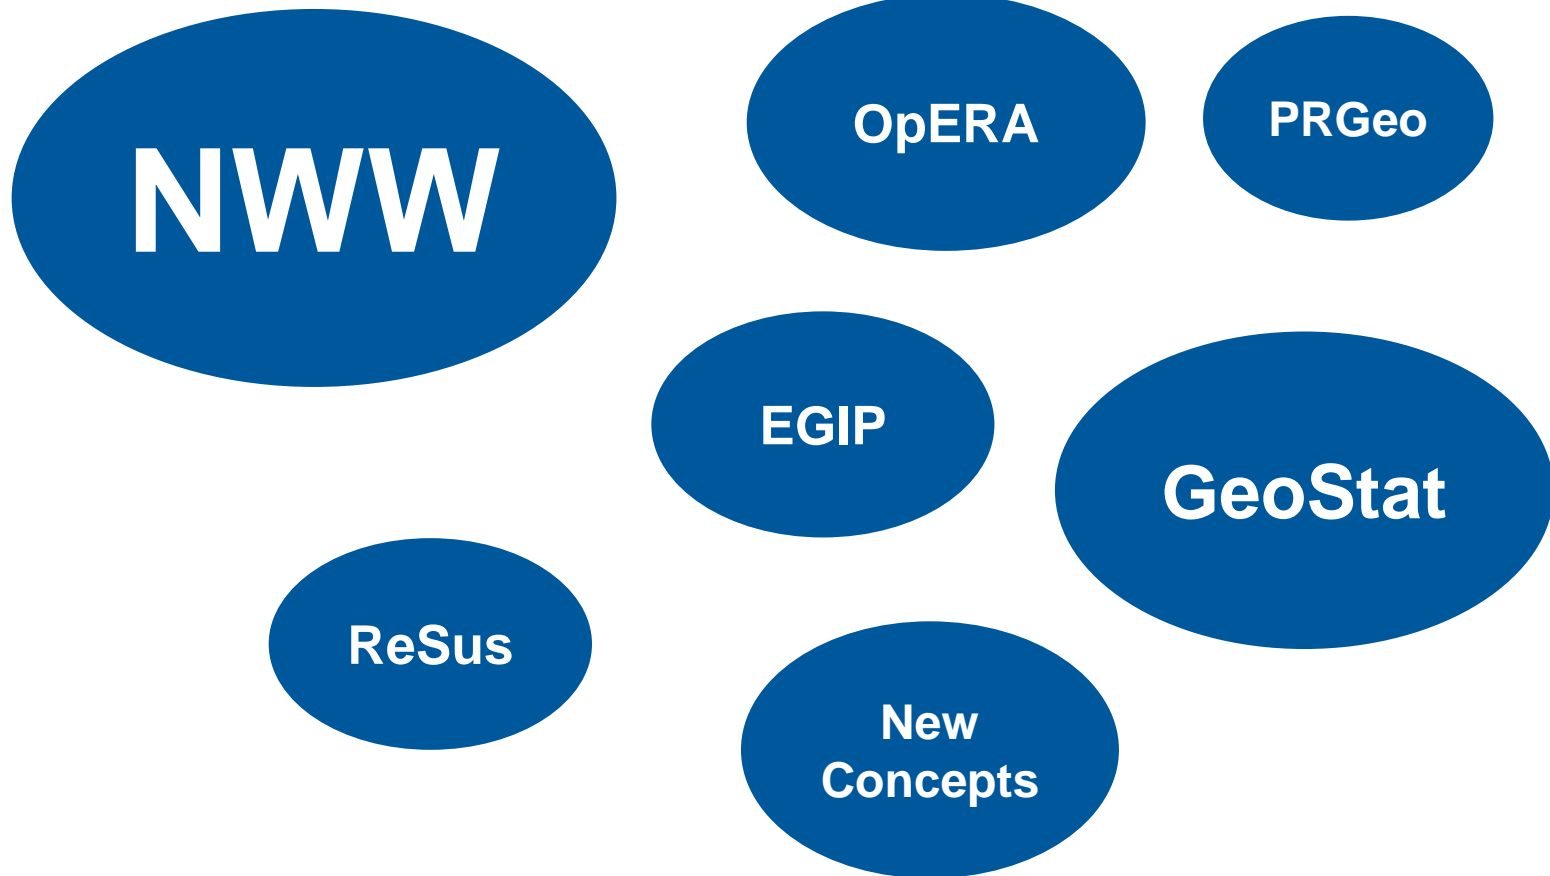 NWW
OpERA
PRGeo
EGIP
GeoStat
ReSus
New
Concepts